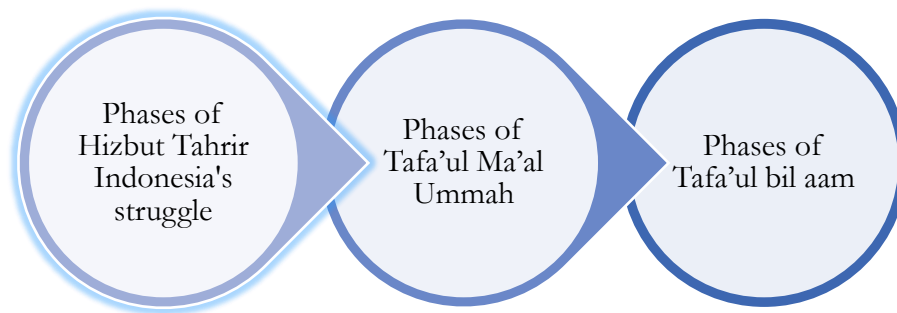 Phases of
Hizbut Tahrir
Indonesia's
struggle
Phases of
Tafa’ul Ma’al
Ummah
Phases of
Tafa’ul bil aam